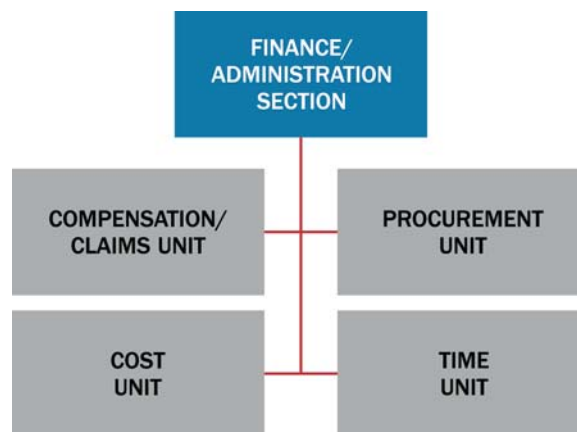 FINANCE/
ADMINISTRATION
SECTION
COMPENSATION/
CLAIMS UNIT
PROCUREMENT
UNIT
COST
UNIT
TIME
UNIT